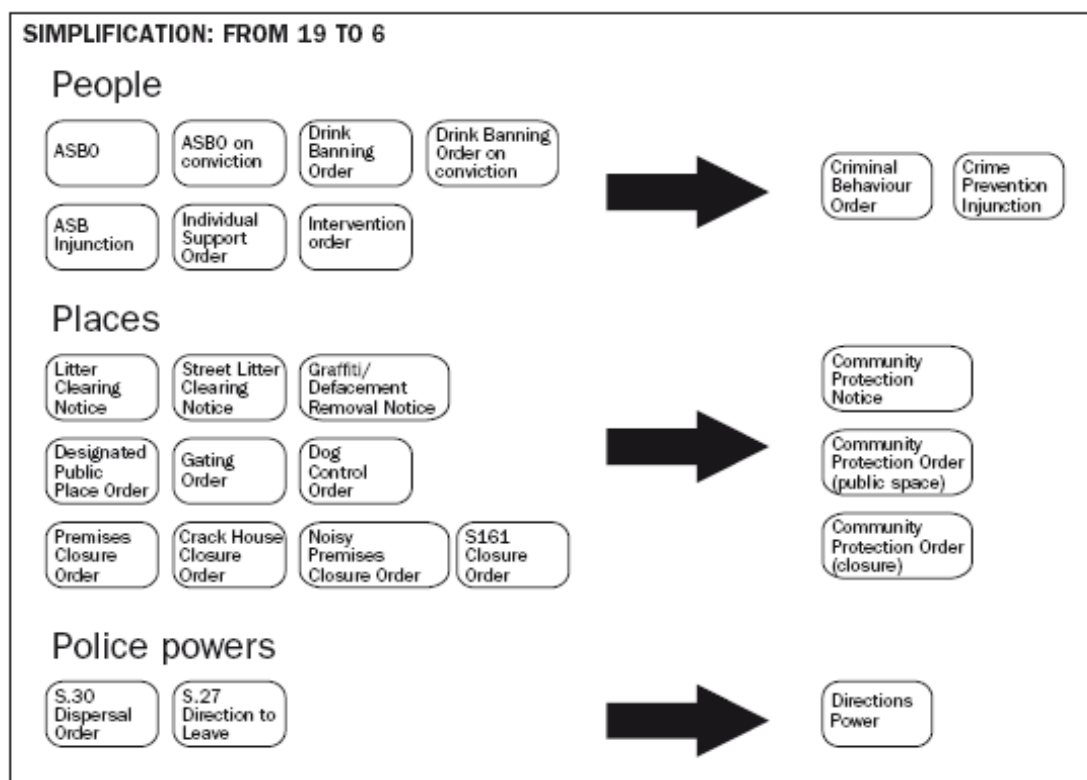 SIMPLIFICATION: FROM 19 TO 6
People
ASBO
ASBO on
conviction
Drink
Banning
Order
Drink Banning
Order on
conviction
ASB
Injunction
Individual
Support
Order
Intervention
order
Criminal
Behaviour
Order
Crime
Prevention
Injunction
Places
Litter
Clearing
Notice
Street Litter
Clearing
Notice
Graffiti/
Defacement
Removal Notice
Designated
Public
Place Order
Gating
Order
Dog
Control
Order
Premises
Closure
Order
Crack House
Closure
Order
Noisy
Premises
Closure Order
S161
Closure
Order
Community
Protection
Notice
Community
Protection Order
(public space)
Community
Protection Order
(closure)
Police powers
S.30
Dispersal
Order
S.27
Direction to
Leave
Directions
Power